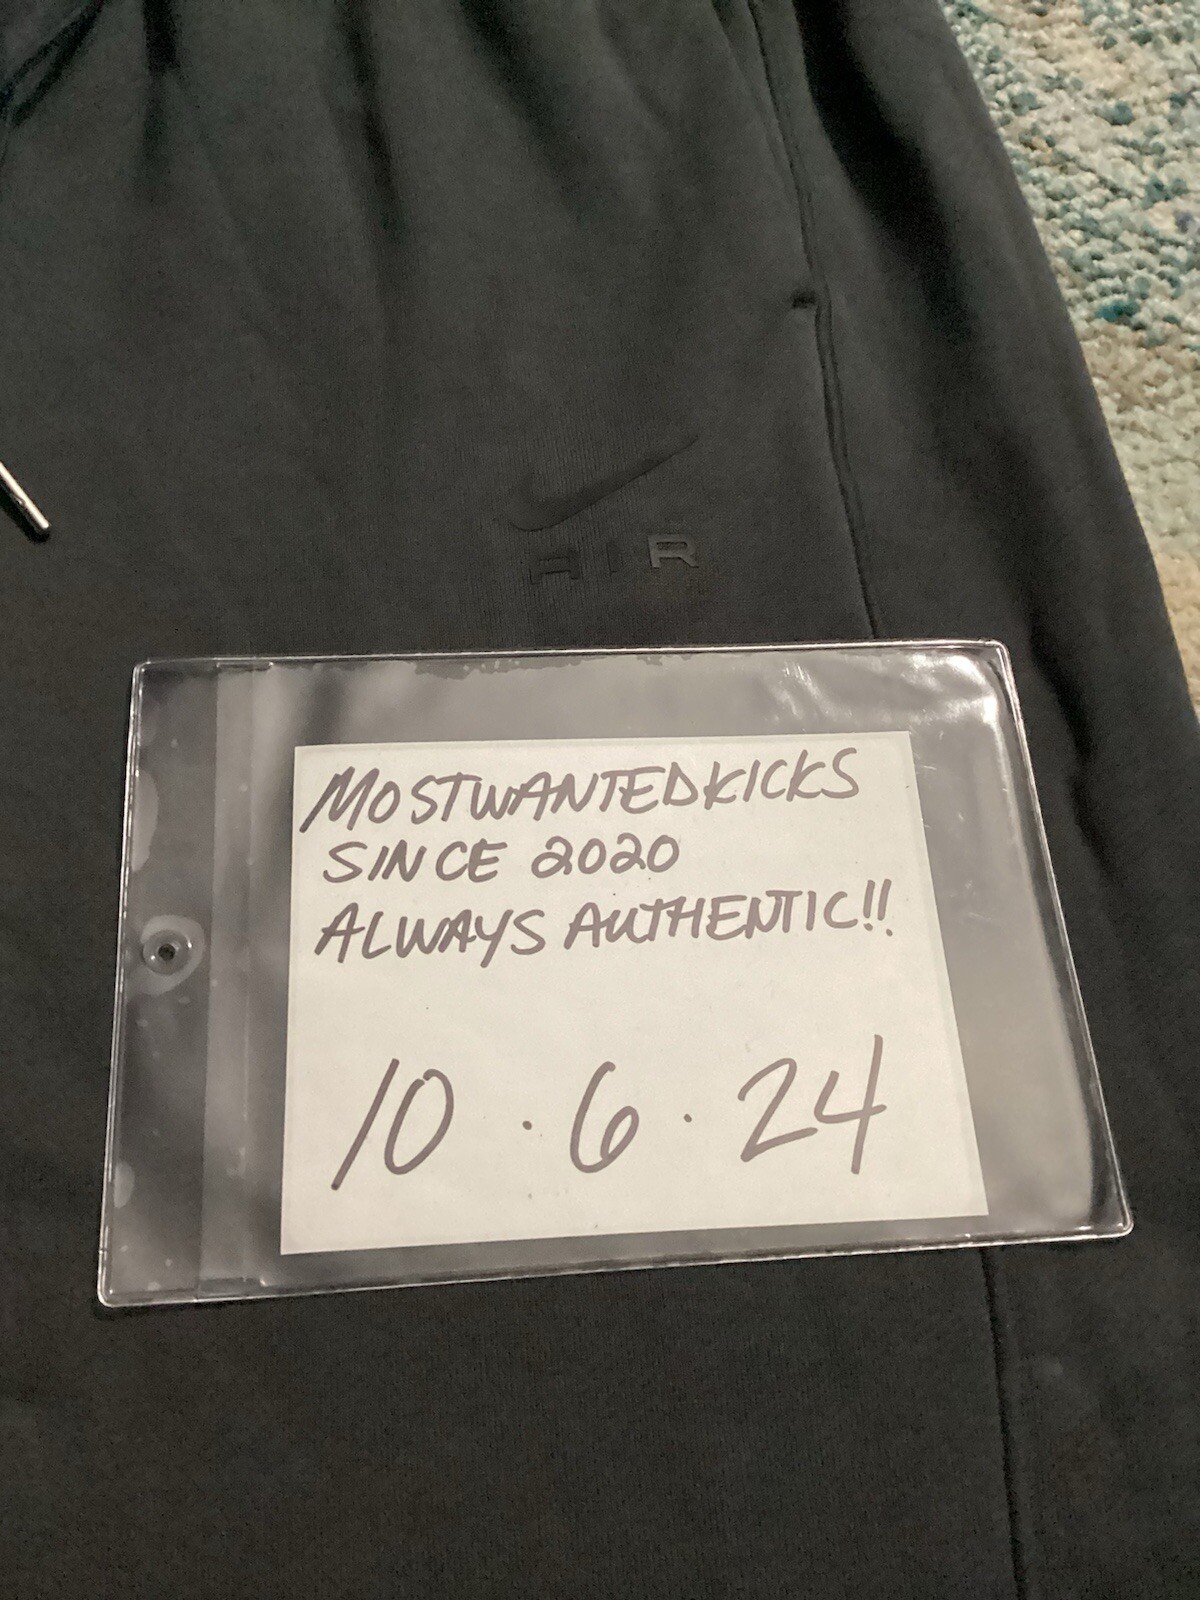 AIR
MOSTWANTEDKICKS
SINCE 2020
ALWAYS AUTHENTIC!!
10 . 6 . 24